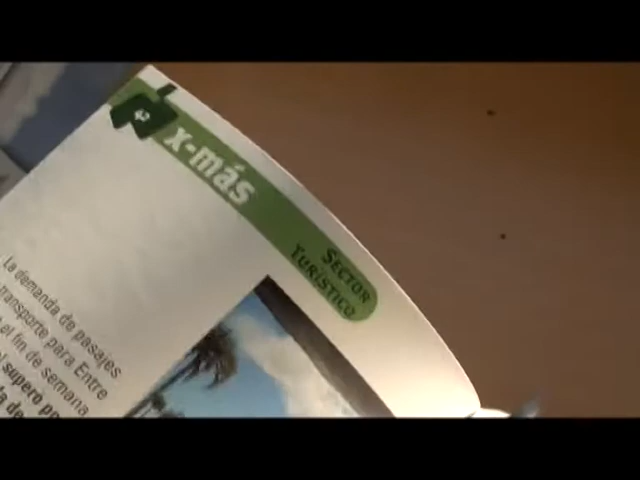 x-más
SECTOR
TURÍSTICO
La demanda de pasajes
transporte para Entre
el fin de semana
superó